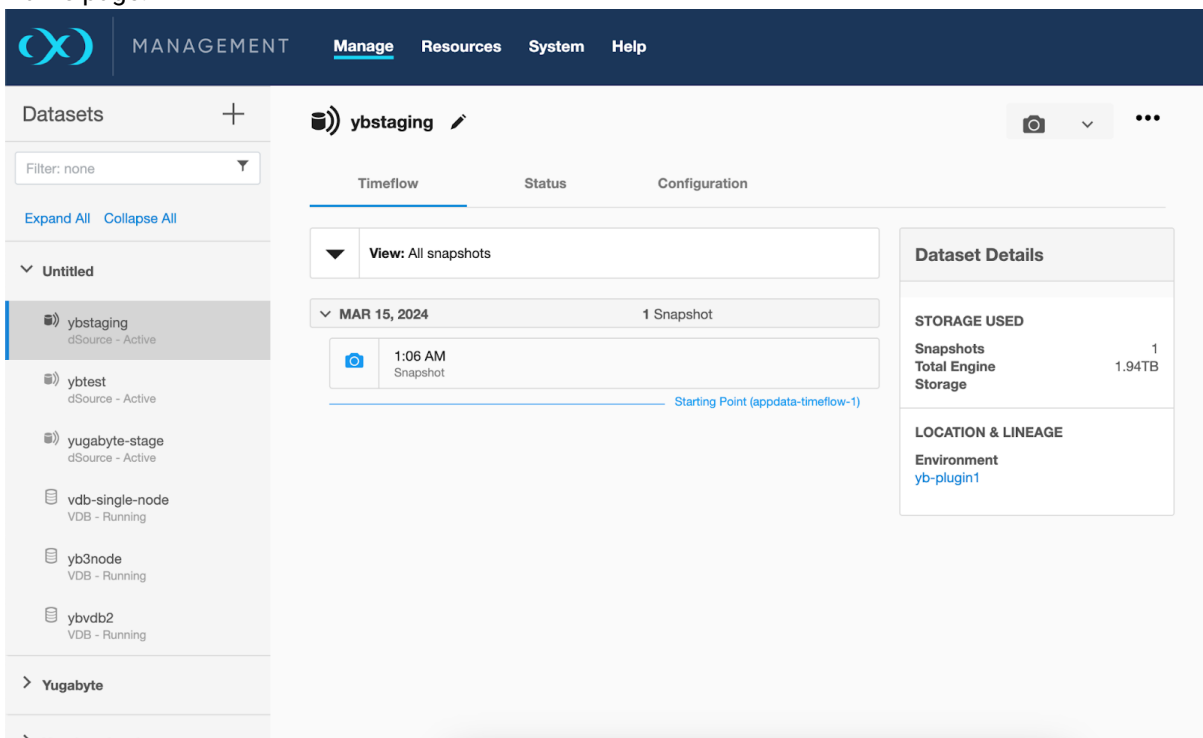 MANAGEMENT
Manage Resources System Help
Datasets
Filter: none
Expand All Collapse All
Untitled
ybstaging
dSource - Active
ybtest
dSource - Active
yugabyte-stage
dSource - Active
vdb-single-node
VDB - Running
yb3node
VDB - Running
ybvdb2
VDB - Running
Yugabyte
ybstaging
Timeflow Status Configuration
View: All snapshots
MAR 15, 2024 1 Snapshot
1:06 AM
Snapshot
Starting Point (appdata-timeflow-1)
Dataset Details
STORAGE USED
Snapshots 1
Total Engine 1.94TB
Storage
LOCATION & LINEAGE
Environment
yb-plugin1